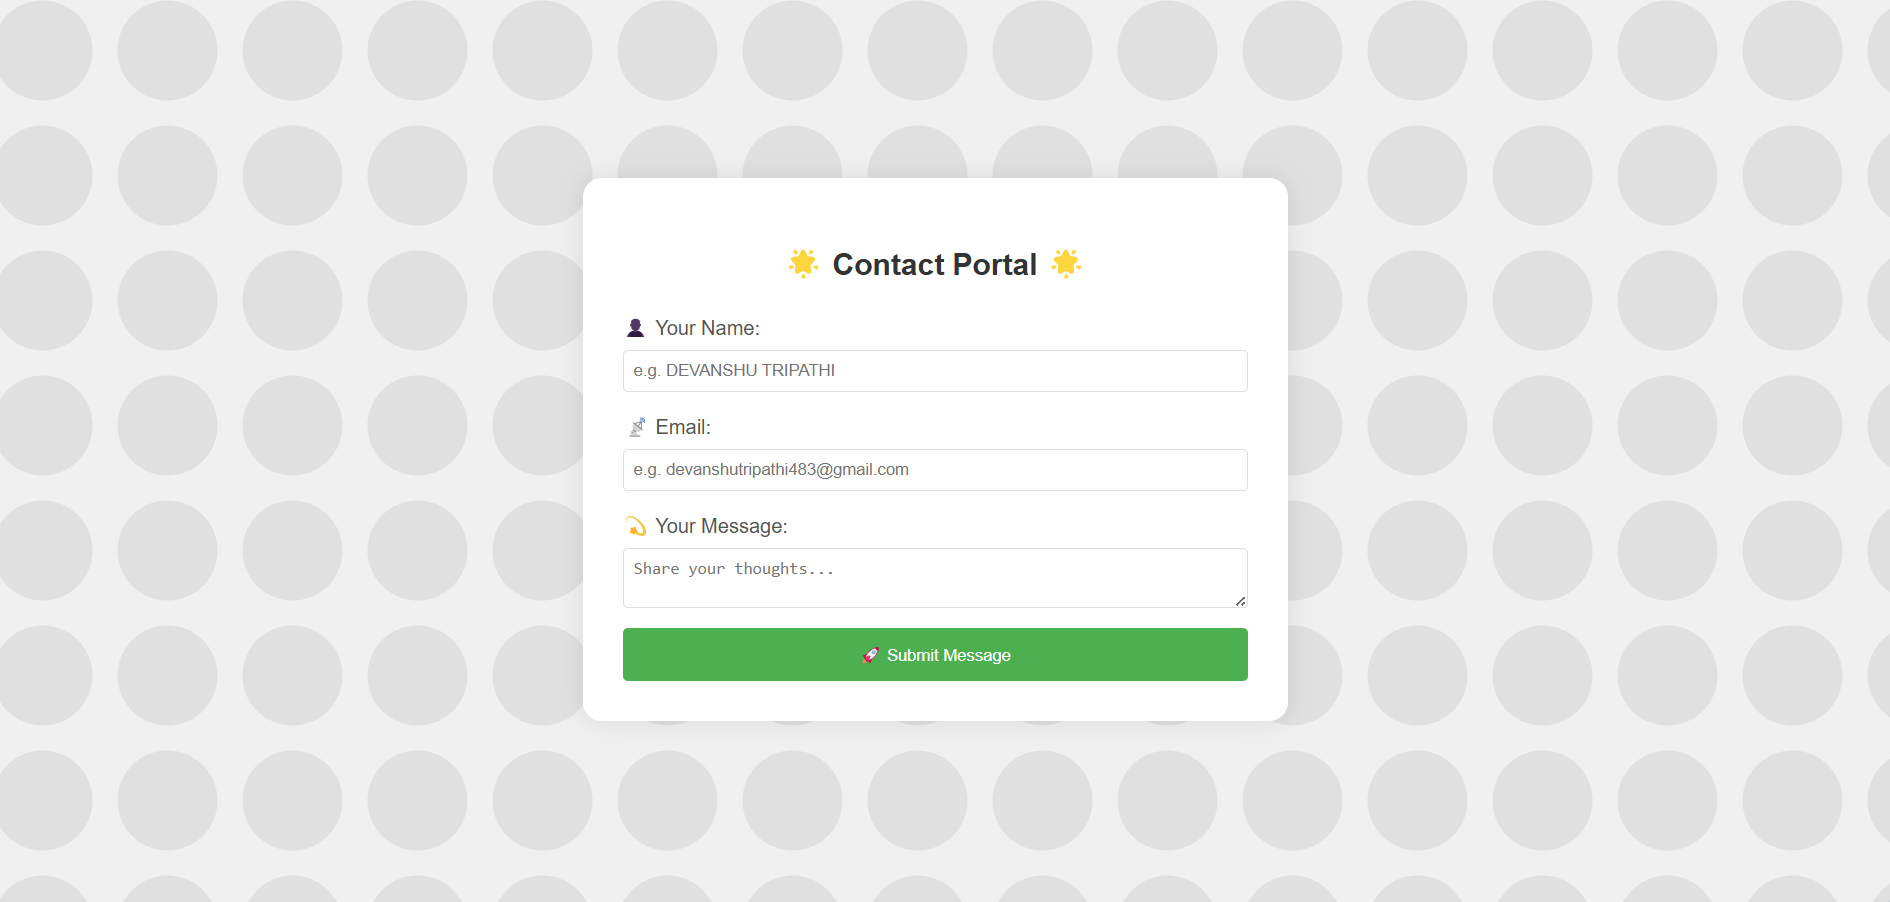 🌟 Contact Portal 🌟
👤 Your Name:
e.g. DEVANSHU TRIPATHI
📡 Email:
e.g. devanshutripathi483@gmail.com
💫 Your Message:
Share your thoughts...
🚀 Submit Message